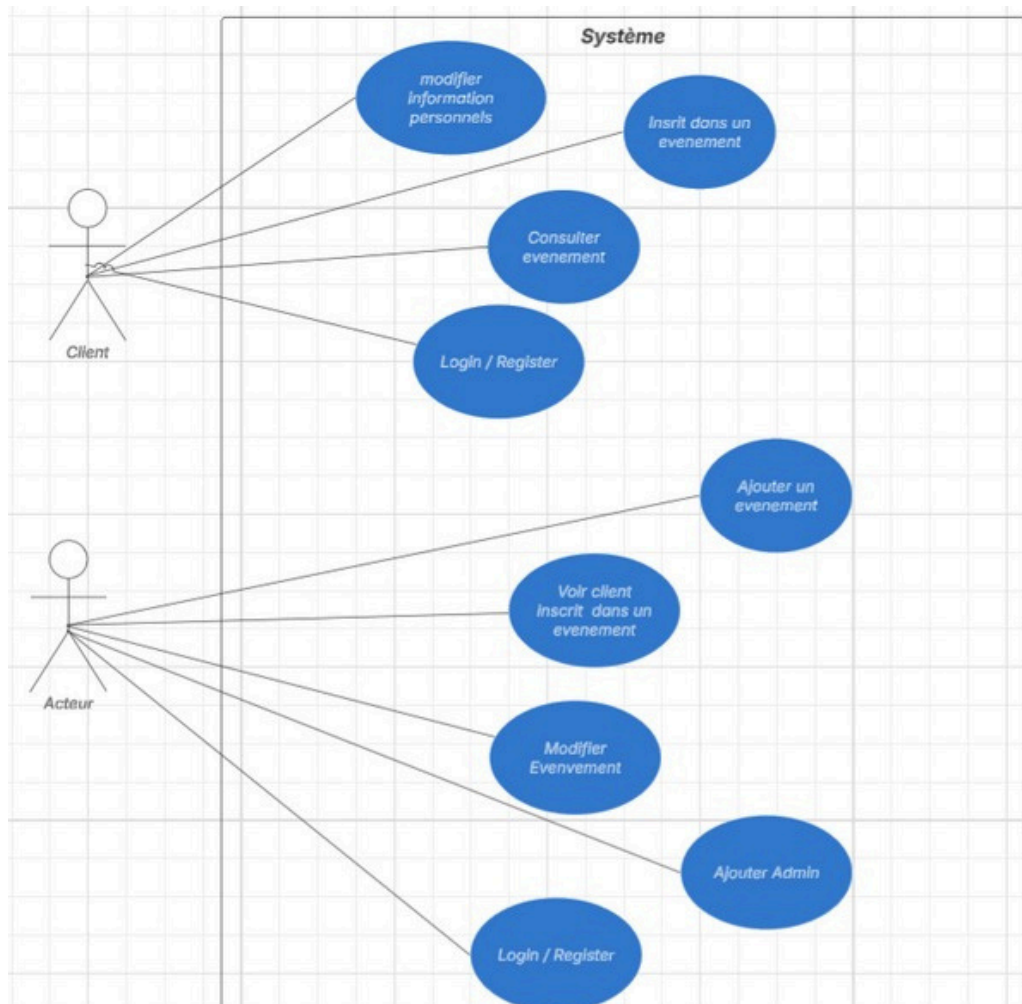 Système
modifier
information
personnels
Insrit dans un
evenement
Consulter
evenement
Client
Login / Register
Ajouter un
evenement
Voir client
Inscrit dans un
evenement
Acteur
Modifier
Evenvement
Ajouter Admin
Login / Register